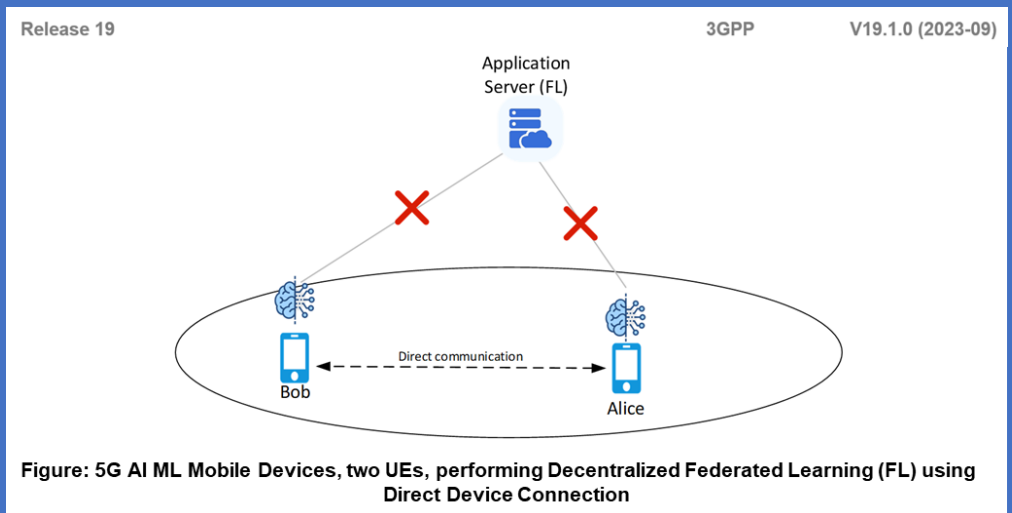 Release 19
3GPP
V19.1.0 (2023-09)
Application
Server (FL)
Direct communication
Bob
Alice
Figure: 5G AI ML Mobile Devices, two UEs, performing Decentralized Federated Learning (FL) using
Direct Device Connection